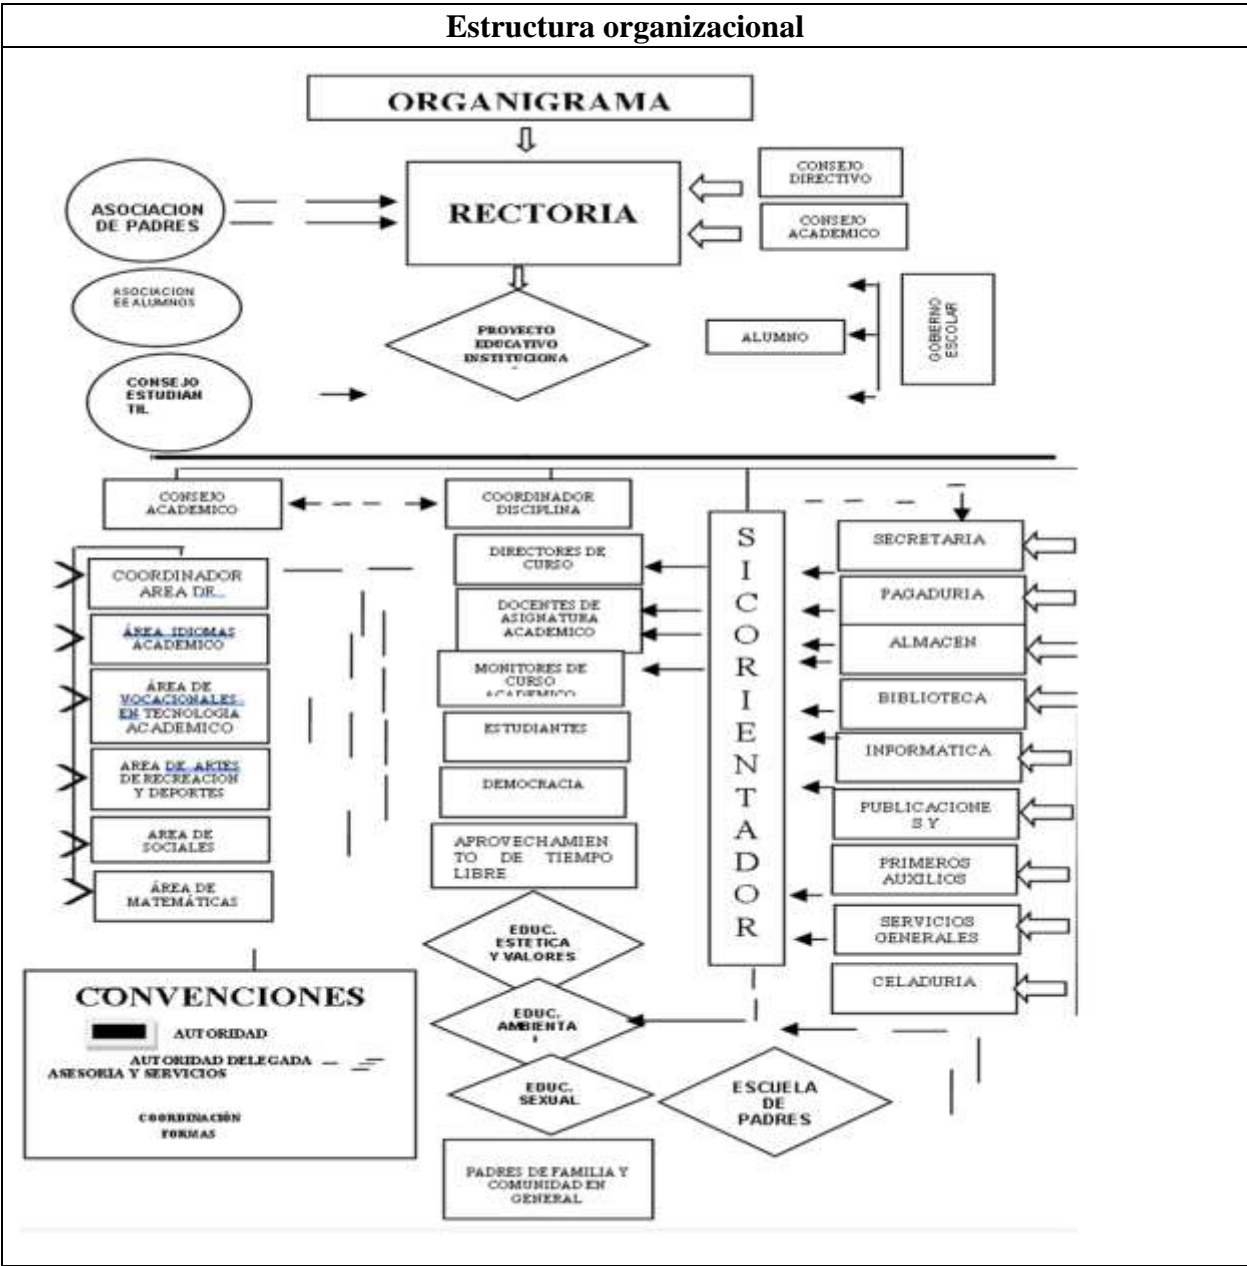 Estructura organizacional
ORGANIGRAMA
RECTORIA
CONSEJO
DIRECTIVO
CONSEJO
ACADEMICO
ASOCIACION
DE PADRES
ASOCIACION
EE ALUMNOS
CONSEJO
ESTUDIAN
TIL
PROYECTO
EDUCATIVO
INSTITUCIONA
ALUMNO
GOBIERNO
ESCOLAR
CONSEJO
ACADEMICO
COORDINADOR
AREA DE
ÁREA IDIOMAS
ACADEMICO
ÁREA DE
VOCACIONALES
EN TECNOLOGIA
ACADEMICO
AREA DE ARTES
DE RECREACION
Y DEPORTES
AREA DE
SOCIALES
ÁREA DE
MATEMÁTICAS
COORDINADOR
DISCIPLINA
DIRECTORES DE
CURSO
DOCENTES DE
ASIGNATURA
ACADEMICO
MONITORES DE
CURSO
ACADEMICO
ESTUDIANTES
DEMOCRACIA
APROVECHAMIEN
TO DE TIEMPO
LIBRE
EDUC.
ESTETICA
Y VALORES
EDUC.
AMBIENTA
EDUC.
SEXUAL
PADRES DE FAMILIA Y
COMUNIDAD EN
GENERAL
S
I
C
O
R
I
E
N
T
A
D
O
R
SECRETARIA
PAGADURIA
ALMACEN
BIBLIOTECA
INFORMATICA
PUBLICACIONE
S Y
PRIMEROS
AUXILIOS
SERVICIOS
GENERALES
CELADURIA
ESCUELA
DE
PADRES
CONVENCIONES
AUTORIDAD
AUTORIDAD DELEGADA
ASESORIA Y SERVICIOS
COORDINACIÓN
FORMAS